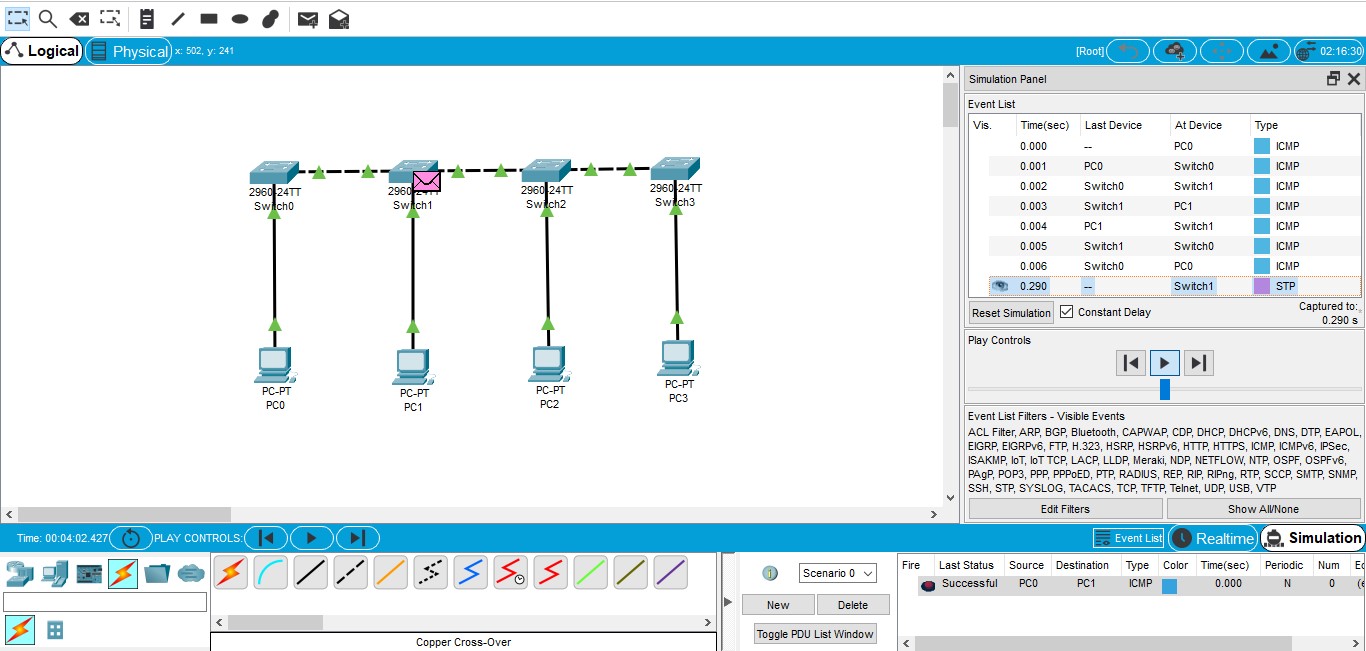 Logical
Physical
x: 502, y: 241
[Root]
02:16:30
Simulation Panel
Event List
Vis. Time(sec) Last Device At Device Type
0.000 -- PC0 ICMP
0.001 PC0 Switch0 ICMP
0.002 Switch0 Switch1 ICMP
0.003 Switch1 PC1 ICMP
0.004 PC1 Switch1 ICMP
0.005 Switch1 Switch0 ICMP
0.006 Switch0 PC0 ICMP
0.290 -- Switch1 STP
Reset Simulation
Constant Delay
Captured to:
0.290 s
Play Controls
Event List Filters - Visible Events
ACL Filter, ARP, BGP, Bluetooth, CAPWAP, CDP, DHCP, DHCPv6, DNS, DTP, EAPOL,
EIGRP, EIGRPv6, FTP, H.323, HSRP, HSRPv6, HTTP, HTTPS, ICMP, ICMPv6, IPSec,
ISAKMP, IoT, IoT TCP, LACP, LLDP, Meraki, NDP, NETFLOW, NTP, OSPF, OSPFv6,
PAgP, POP3, PPP, PPPoED, PTP, RADIUS, REP, RIP, RIPng, RTP, SCCP, SMTP, SNMP,
SSH, STP, SYSLOG, TACACS, TCP, TFTP, Telnet, UDP, USB, VTP
Edit Filters
Show All/None
2960-24TT
Switch0
2960-24TT
Switch1
2960-24TT
Switch2
2960-24TT
Switch3
PC-PT
PC0
PC-PT
PC1
PC-PT
PC2
PC-PT
PC3
Time: 00:04:02.427
PLAY CONTROLS:
Event List
Realtime
Simulation
Copper Cross-Over
Scenario 0
New
Delete
Toggle PDU List Window
Fire Last Status Source Destination Type Color Time(sec) Periodic Num
Successful PC0 PC1 ICMP 0.000 N 0